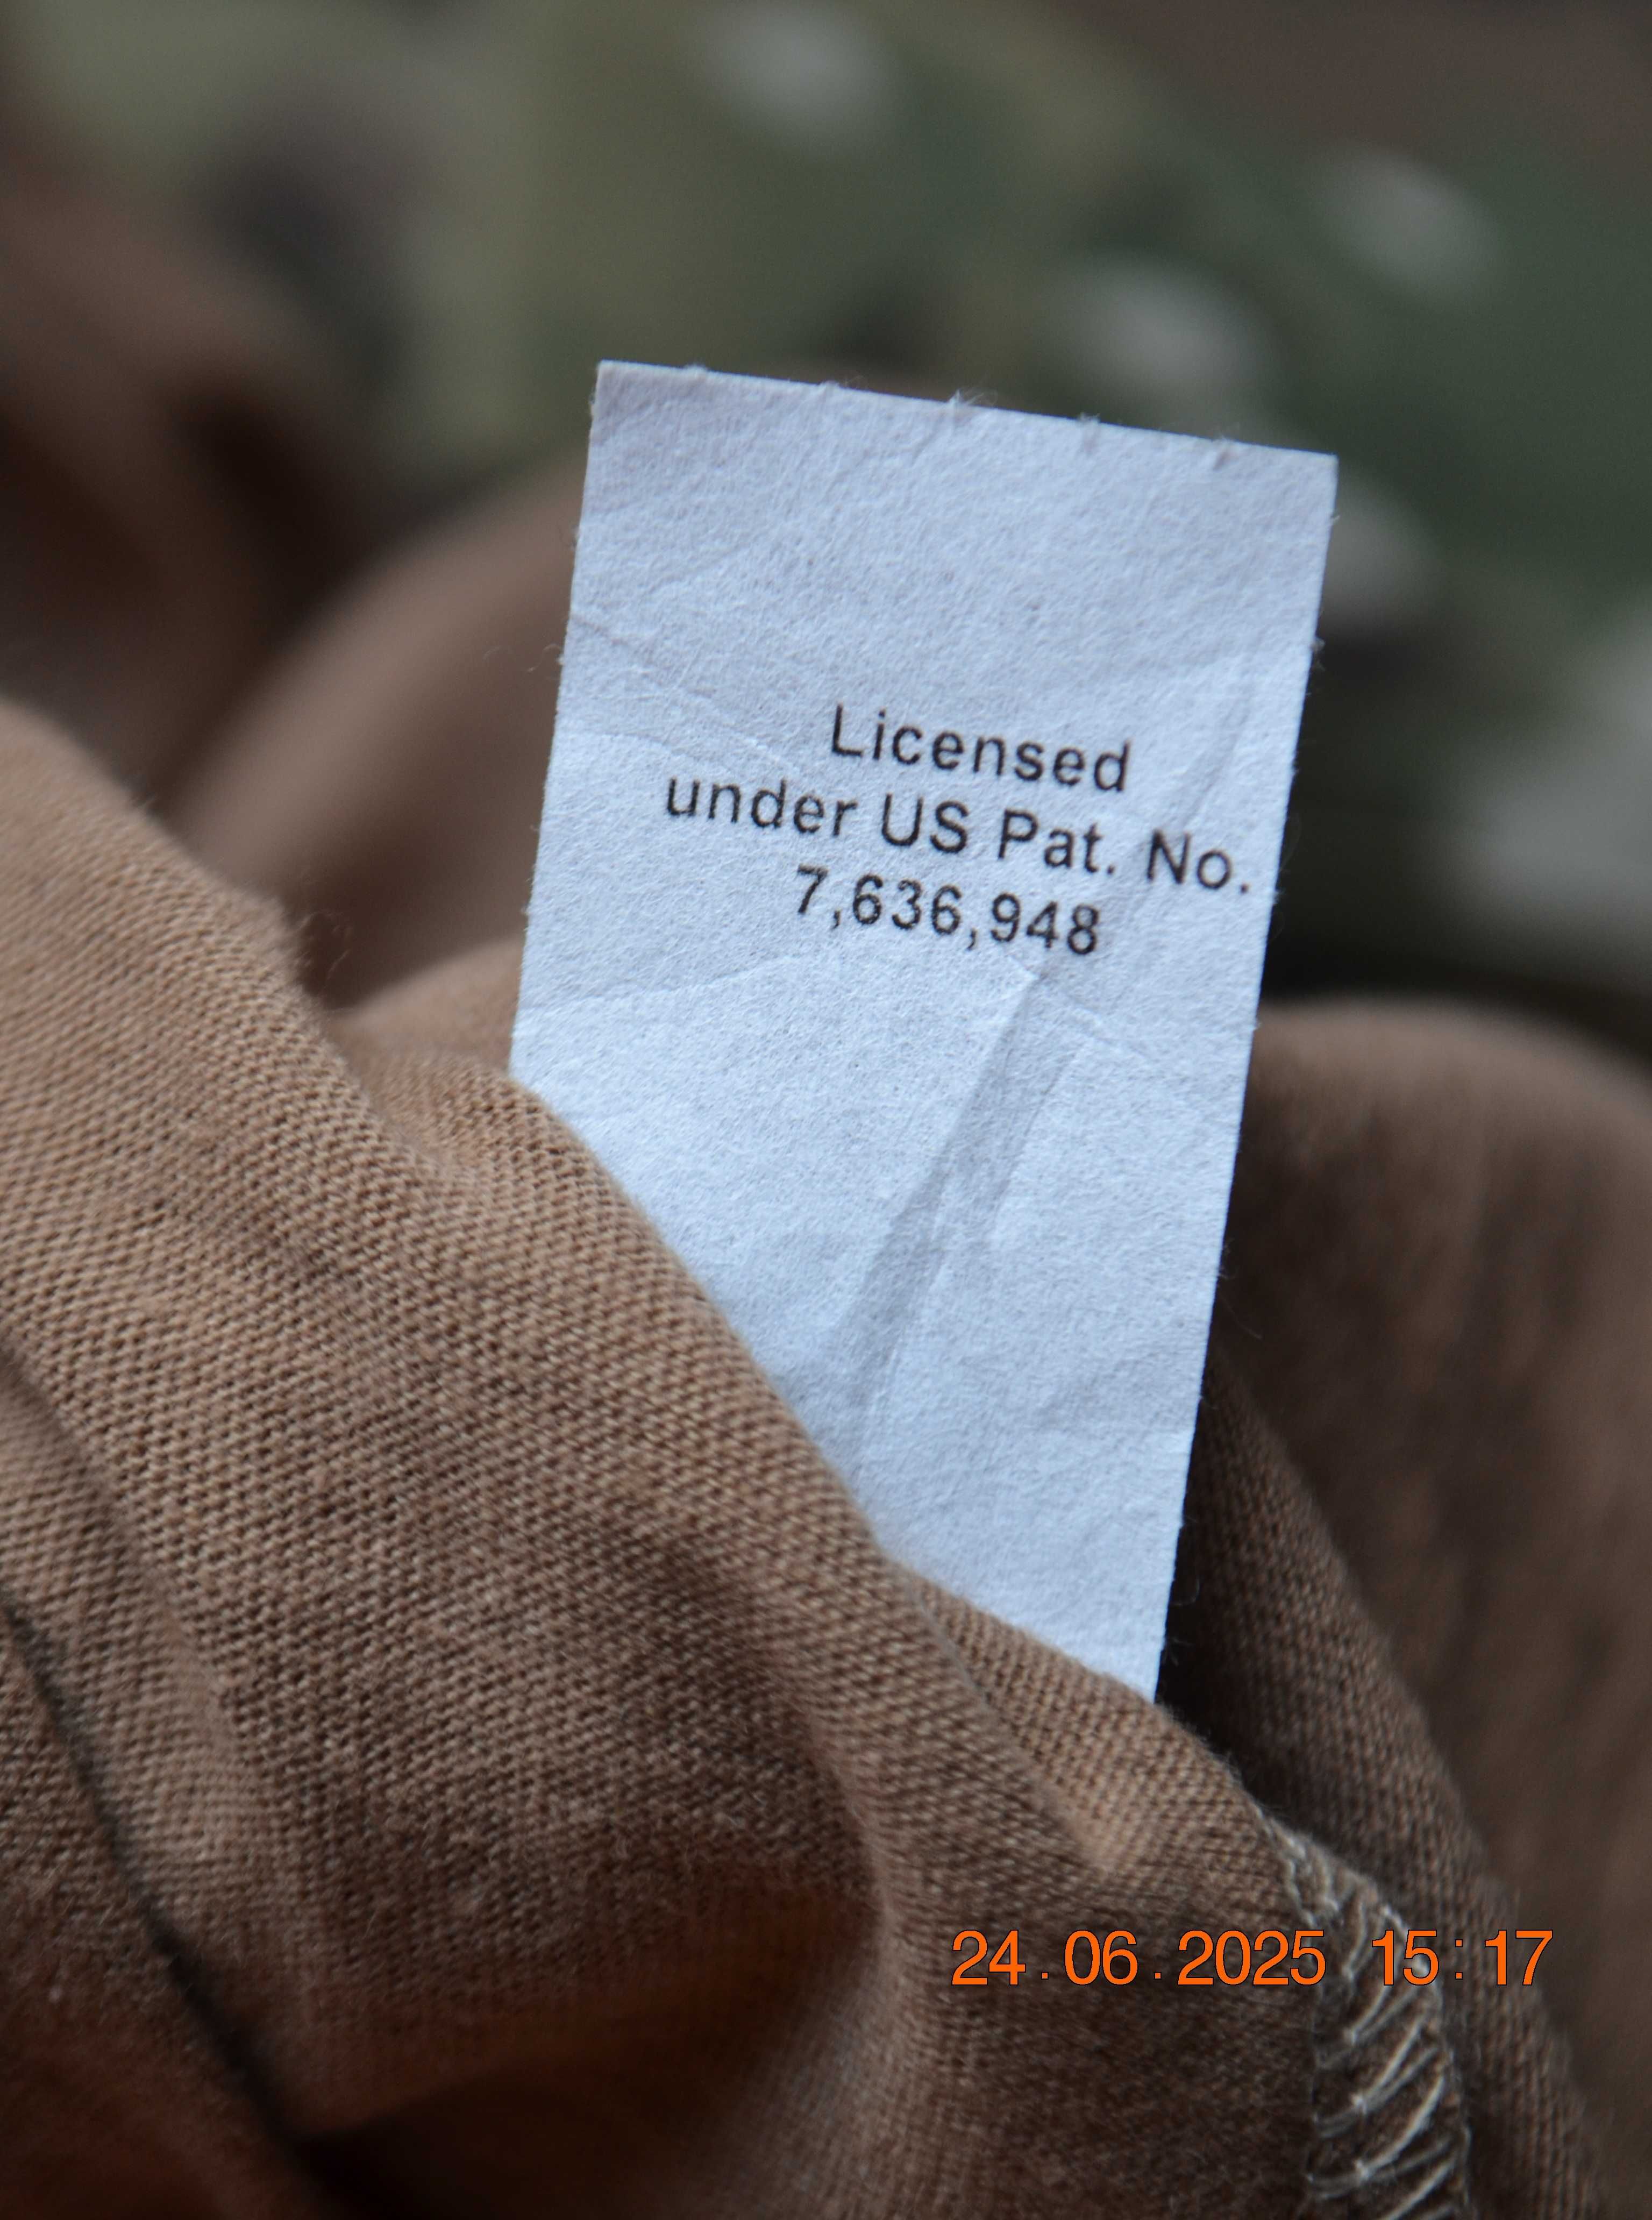 Licensed
under US Pat. No.
7,636,948
24.06.2025 15:17